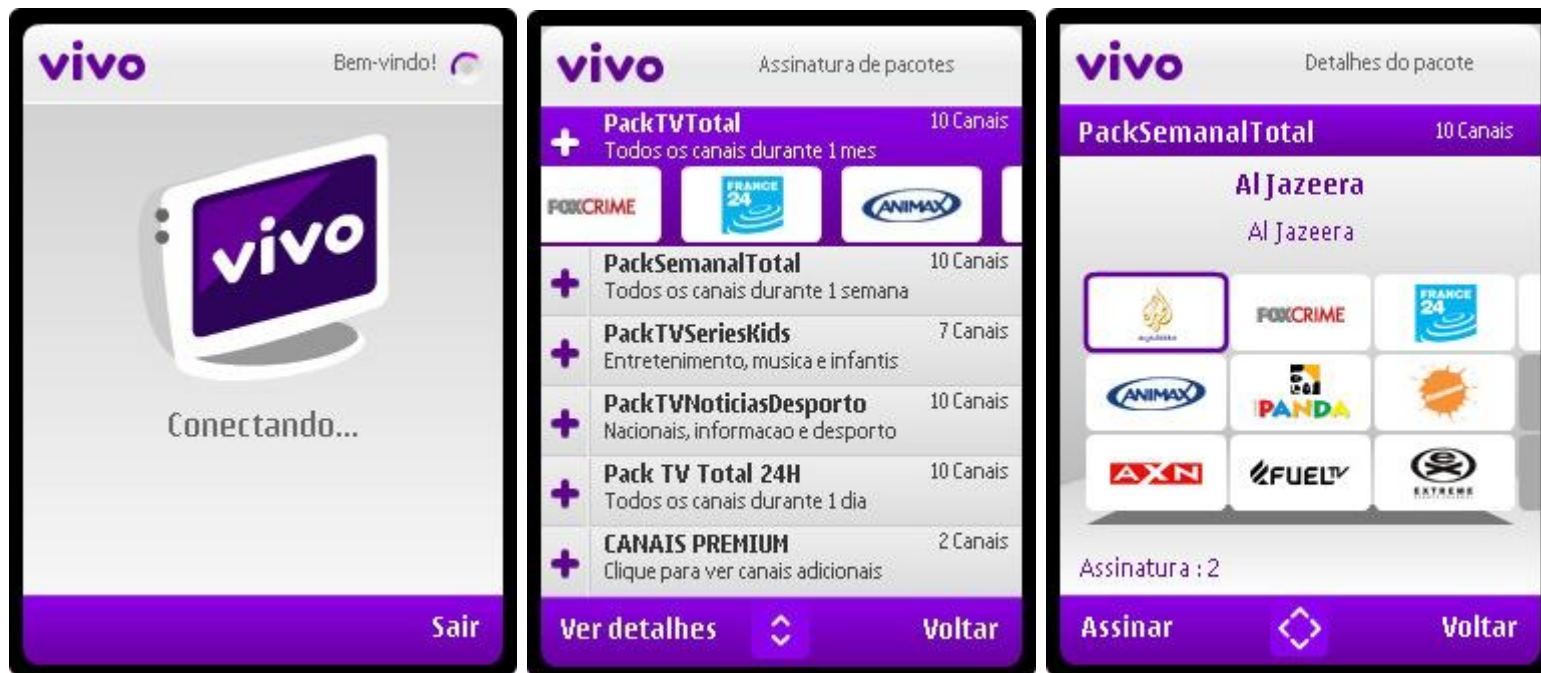 vivo
Bem-vindo!
vivo
Conectando...
Sair
vivo
Assinatura de pacotes
PackTVTotal
10 Canais
Todos os canais durante 1 mes
FOXCRIME
FRANCE
24
ANIMAX
PackSemanalTotal
10 Canais
Todos os canais durante 1 semana
PackTVSeriesKids
7 Canais
Entretenimento, musica e infantis
PackTVNoticiasDesporto
10 Canais
Nacionais, informacao e desporto
Pack TV Total 24H
10 Canais
Todos os canais durante 1 dia
CANAIS PREMIUM
2 Canais
Clique para ver canais adicionais
Ver detalhes
Voltar
vivo
Detalhes do pacote
PackSemanalTotal
10 Canais
Al Jazeera
Al Jazeera
FOXCRIME
FRANCE
24
ANIMAX
PANDA
AXN
FUELTV
EXTREME
Assinatura : 2
Assinar
Voltar